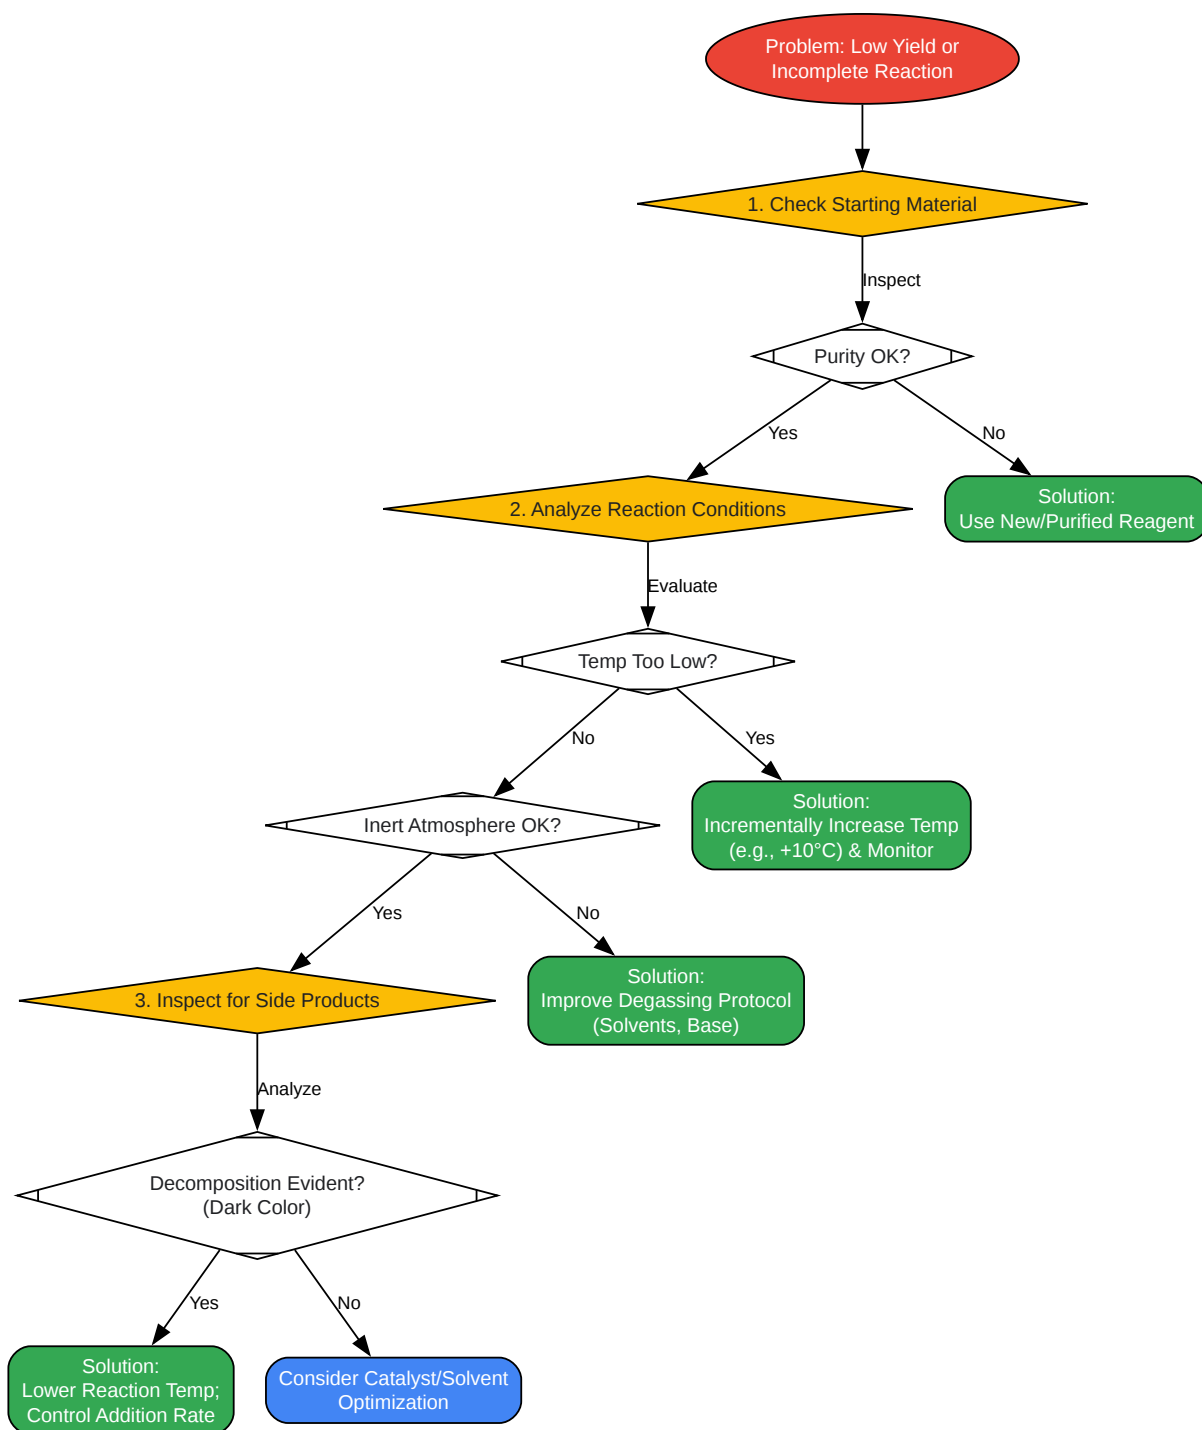 Problem: Low Yield or
Incomplete Reaction
1. Check Starting Material
Inspect
Purity OK?
Yes
No
2. Analyze Reaction Conditions
Solution:
Use New/Purified Reagent
Evaluate
Temp Too Low?
No
Yes
Inert Atmosphere OK?
Solution:
Incrementally Increase Temp
(e.g., +10°C) & Monitor
Yes
No
3. Inspect for Side Products
Solution:
Improve Degassing Protocol
(Solvents, Base)
Analyze
Decomposition Evident?
(Dark Color)
Yes
No
Solution:
Lower Reaction Temp;
Control Addition Rate
Consider Catalyst/Solvent
Optimization